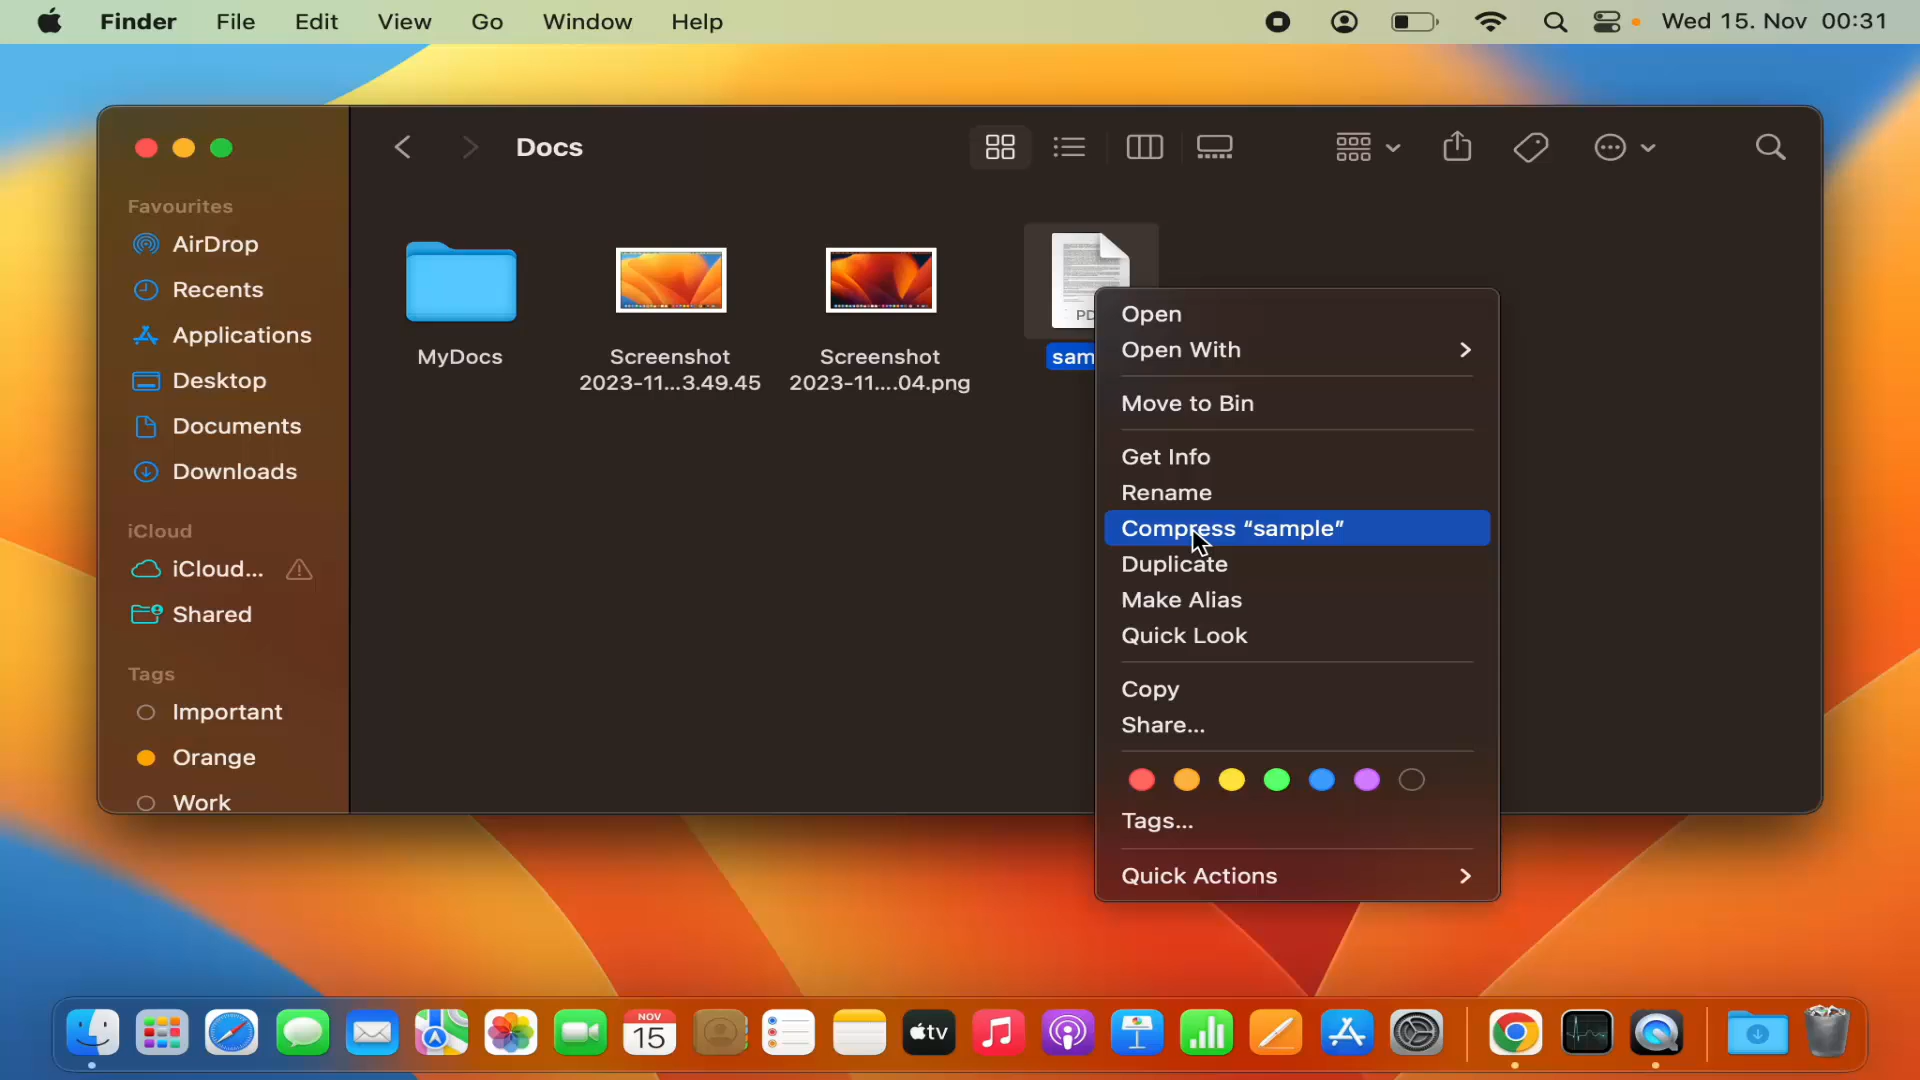 Finder File Edit View Go Window Help Wed 15. Nov 00:31
Docs
Favourites
AirDrop
Recents
Applications
Desktop
Documents
Downloads
iCloud
iCloud...
Shared
Tags
Important
Orange
Work
MyDocs
Screenshot
2023-11...3.49.45
Screenshot
2023-11....04.png
PD
sam
Open
Open With
Move to Bin
Get Info
Rename
Compress “sample”
Duplicate
Make Alias
Quick Look
Copy
Share...
Tags...
Quick Actions
NOV
15
tv